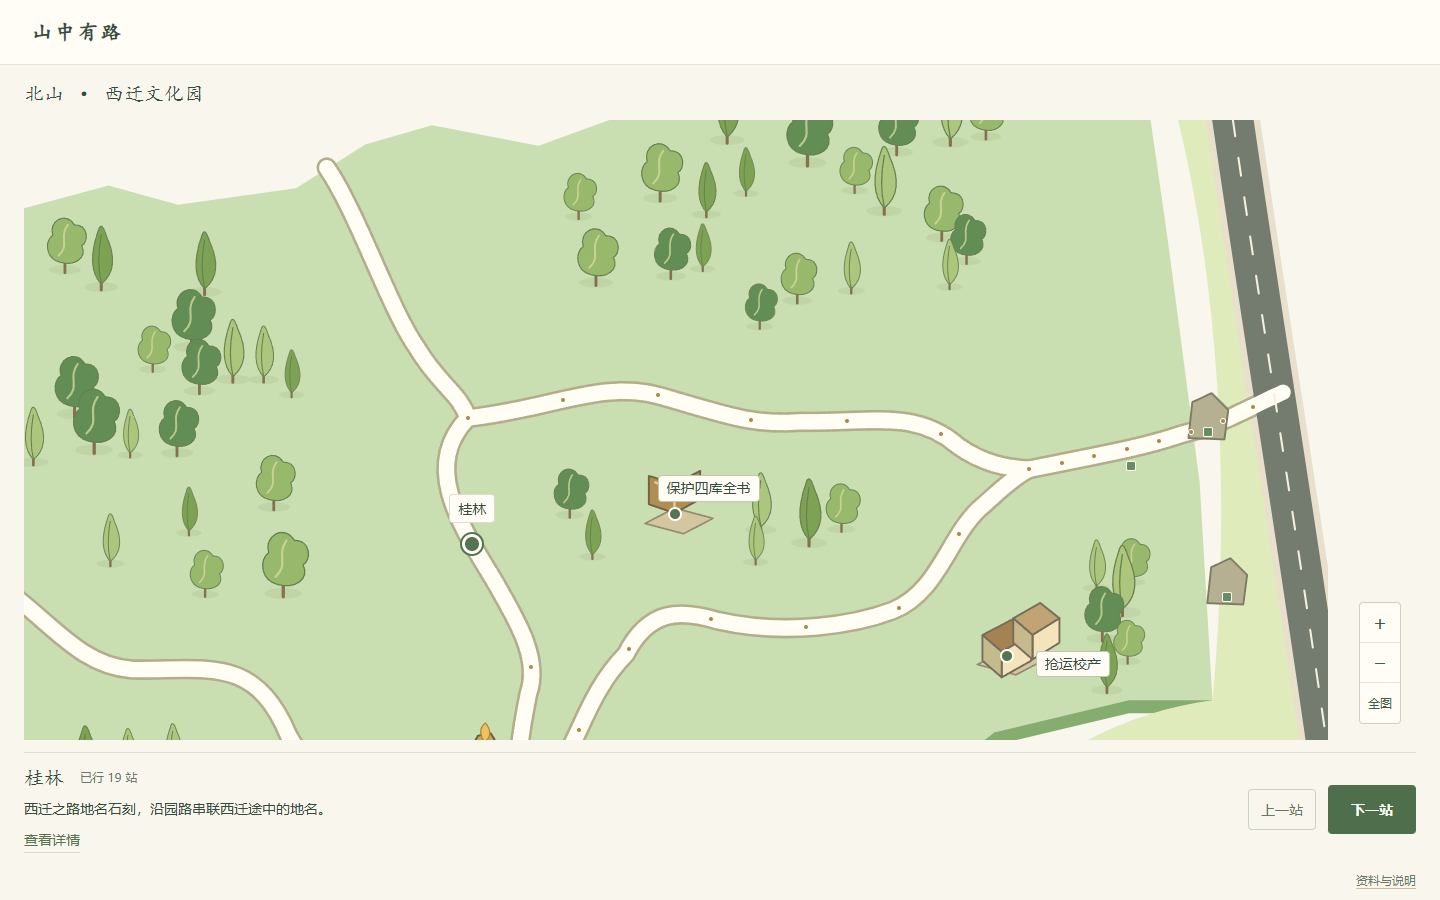 山中有路
北山 • 西迁文化园
保护四库全书
桂林
抢运校产
+
−
全图
桂林 已行 19 站
西迁之路地名石刻，沿园路串联西迁途中的地名。
查看详情
上一站
下一站
资料与说明